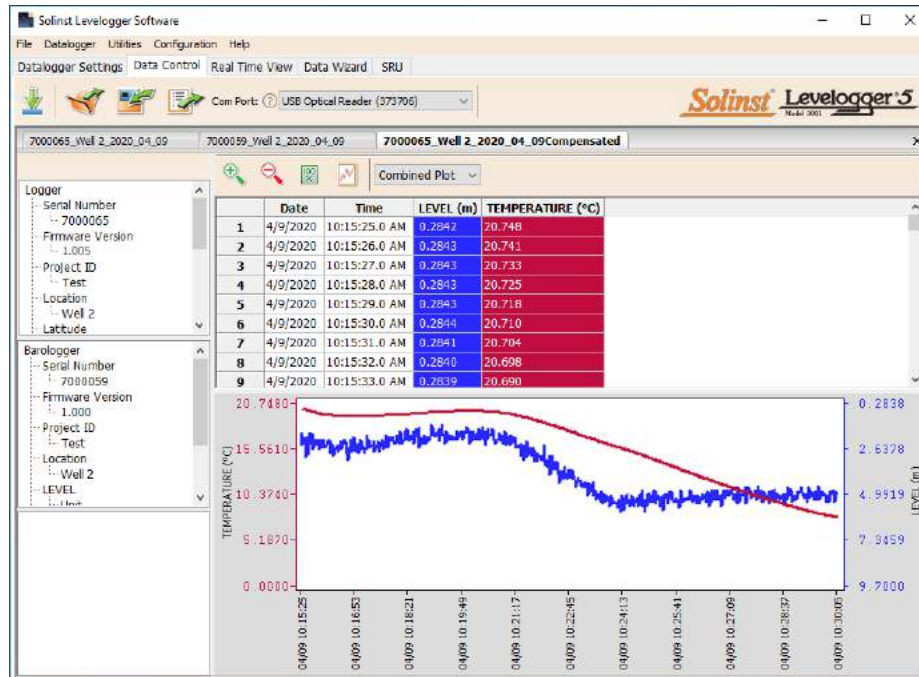 Solinst Levelogger Software
File Datalogger Utilities Configuration Help
Datalogger Settings Data Control Real Time View Data Wizard SRU
Com Port: ? USB Optical Reader (373706)
Solinst Levelogger 5
Model 3001
7000065_Well 2_2020_04_09 7000059_Well 2_2020_04_09 7000065_Well 2_2020_04_09Compensated
Combined Plot
Logger
Serial Number
7000065
Firmware Version
1.005
Project ID
Test
Location
Well 2
Latitude
Barologger
Serial Number
7000059
Firmware Version
1.000
Project ID
Test
Location
Well 2
LEVEL
Unit
Date Time LEVEL (m) TEMPERATURE (°C)
1 4/9/2020 10:15:25.0 AM 0.2842 20.748
2 4/9/2020 10:15:26.0 AM 0.2843 20.741
3 4/9/2020 10:15:27.0 AM 0.2843 20.733
4 4/9/2020 10:15:28.0 AM 0.2843 20.725
5 4/9/2020 10:15:29.0 AM 0.2843 20.718
6 4/9/2020 10:15:30.0 AM 0.2844 20.710
7 4/9/2020 10:15:31.0 AM 0.2841 20.704
8 4/9/2020 10:15:32.0 AM 0.2840 20.698
9 4/9/2020 10:15:33.0 AM 0.2839 20.690
TEMPERATURE (°C)
20.7480
15.5610
10.3740
5.1870
0.0000
LEVEL (m)
0.2838
2.6378
4.9919
7.3459
9.7000
04/09 10:15:25
04/09 10:16:53
04/09 10:18:21
04/09 10:19:49
04/09 10:21:17
04/09 10:22:45
04/09 10:24:13
04/09 10:25:41
04/09 10:27:09
04/09 10:28:37
04/09 10:30:05